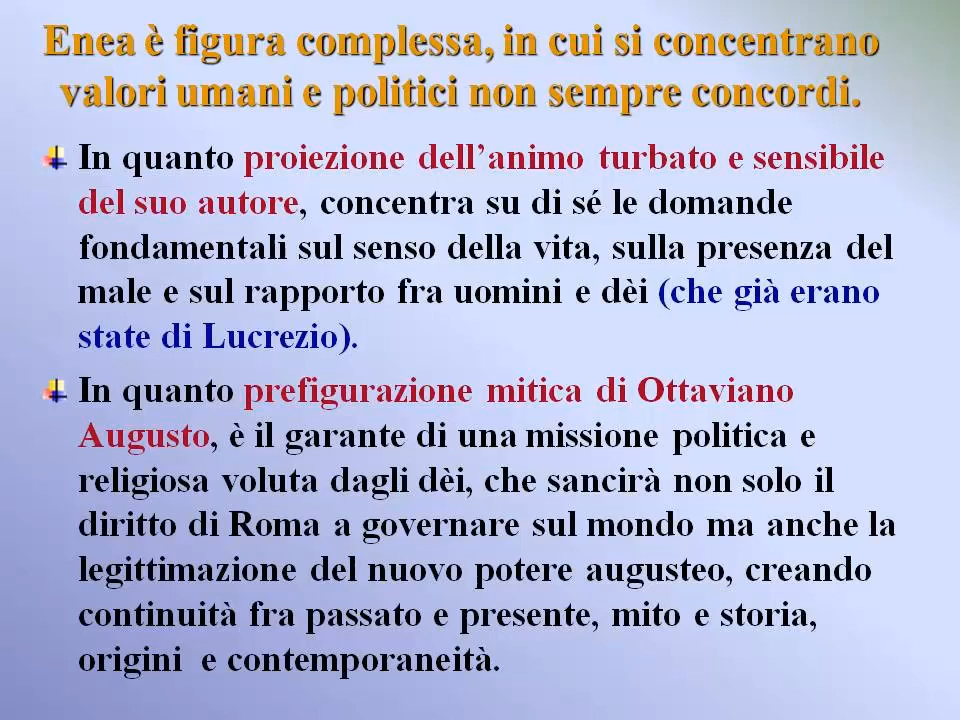 Enea è figura complessa, in cui si concentrano
valori umani e politici non sempre concordi.
In quanto proiezione dell'animo turbato e sensibile
del suo autore, concentra su di sé le domande
fondamentali sul senso della vita, sulla presenza del
male e sul rapporto fra uomini e dèi (che già erano
state di Lucrezio).
In quanto prefigurazione mitica di Ottaviano
Augusto, è il garante di una missione politica e
religiosa voluta dagli dèi, che sancirà non solo il
diritto di Roma a governare sul mondo ma anche la
legittimazione del nuovo potere augusteo, creando
continuità fra passato e presente, mito e storia,
origini e contemporaneità.